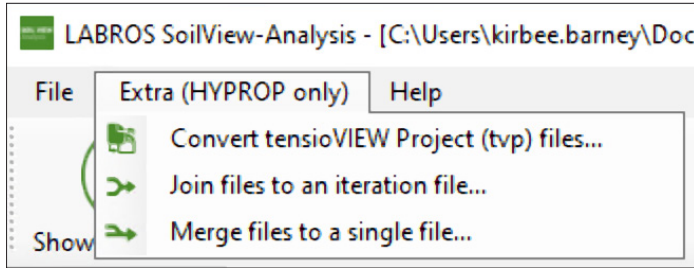 LABROS SoilView-Analysis - [C:\Users\kirbee.barney\Doc
File Extra (HYPROP only) Help
Convert tensioVIEW Project (tvp) files...
Join files to an iteration file...
Show
Merge files to a single file...